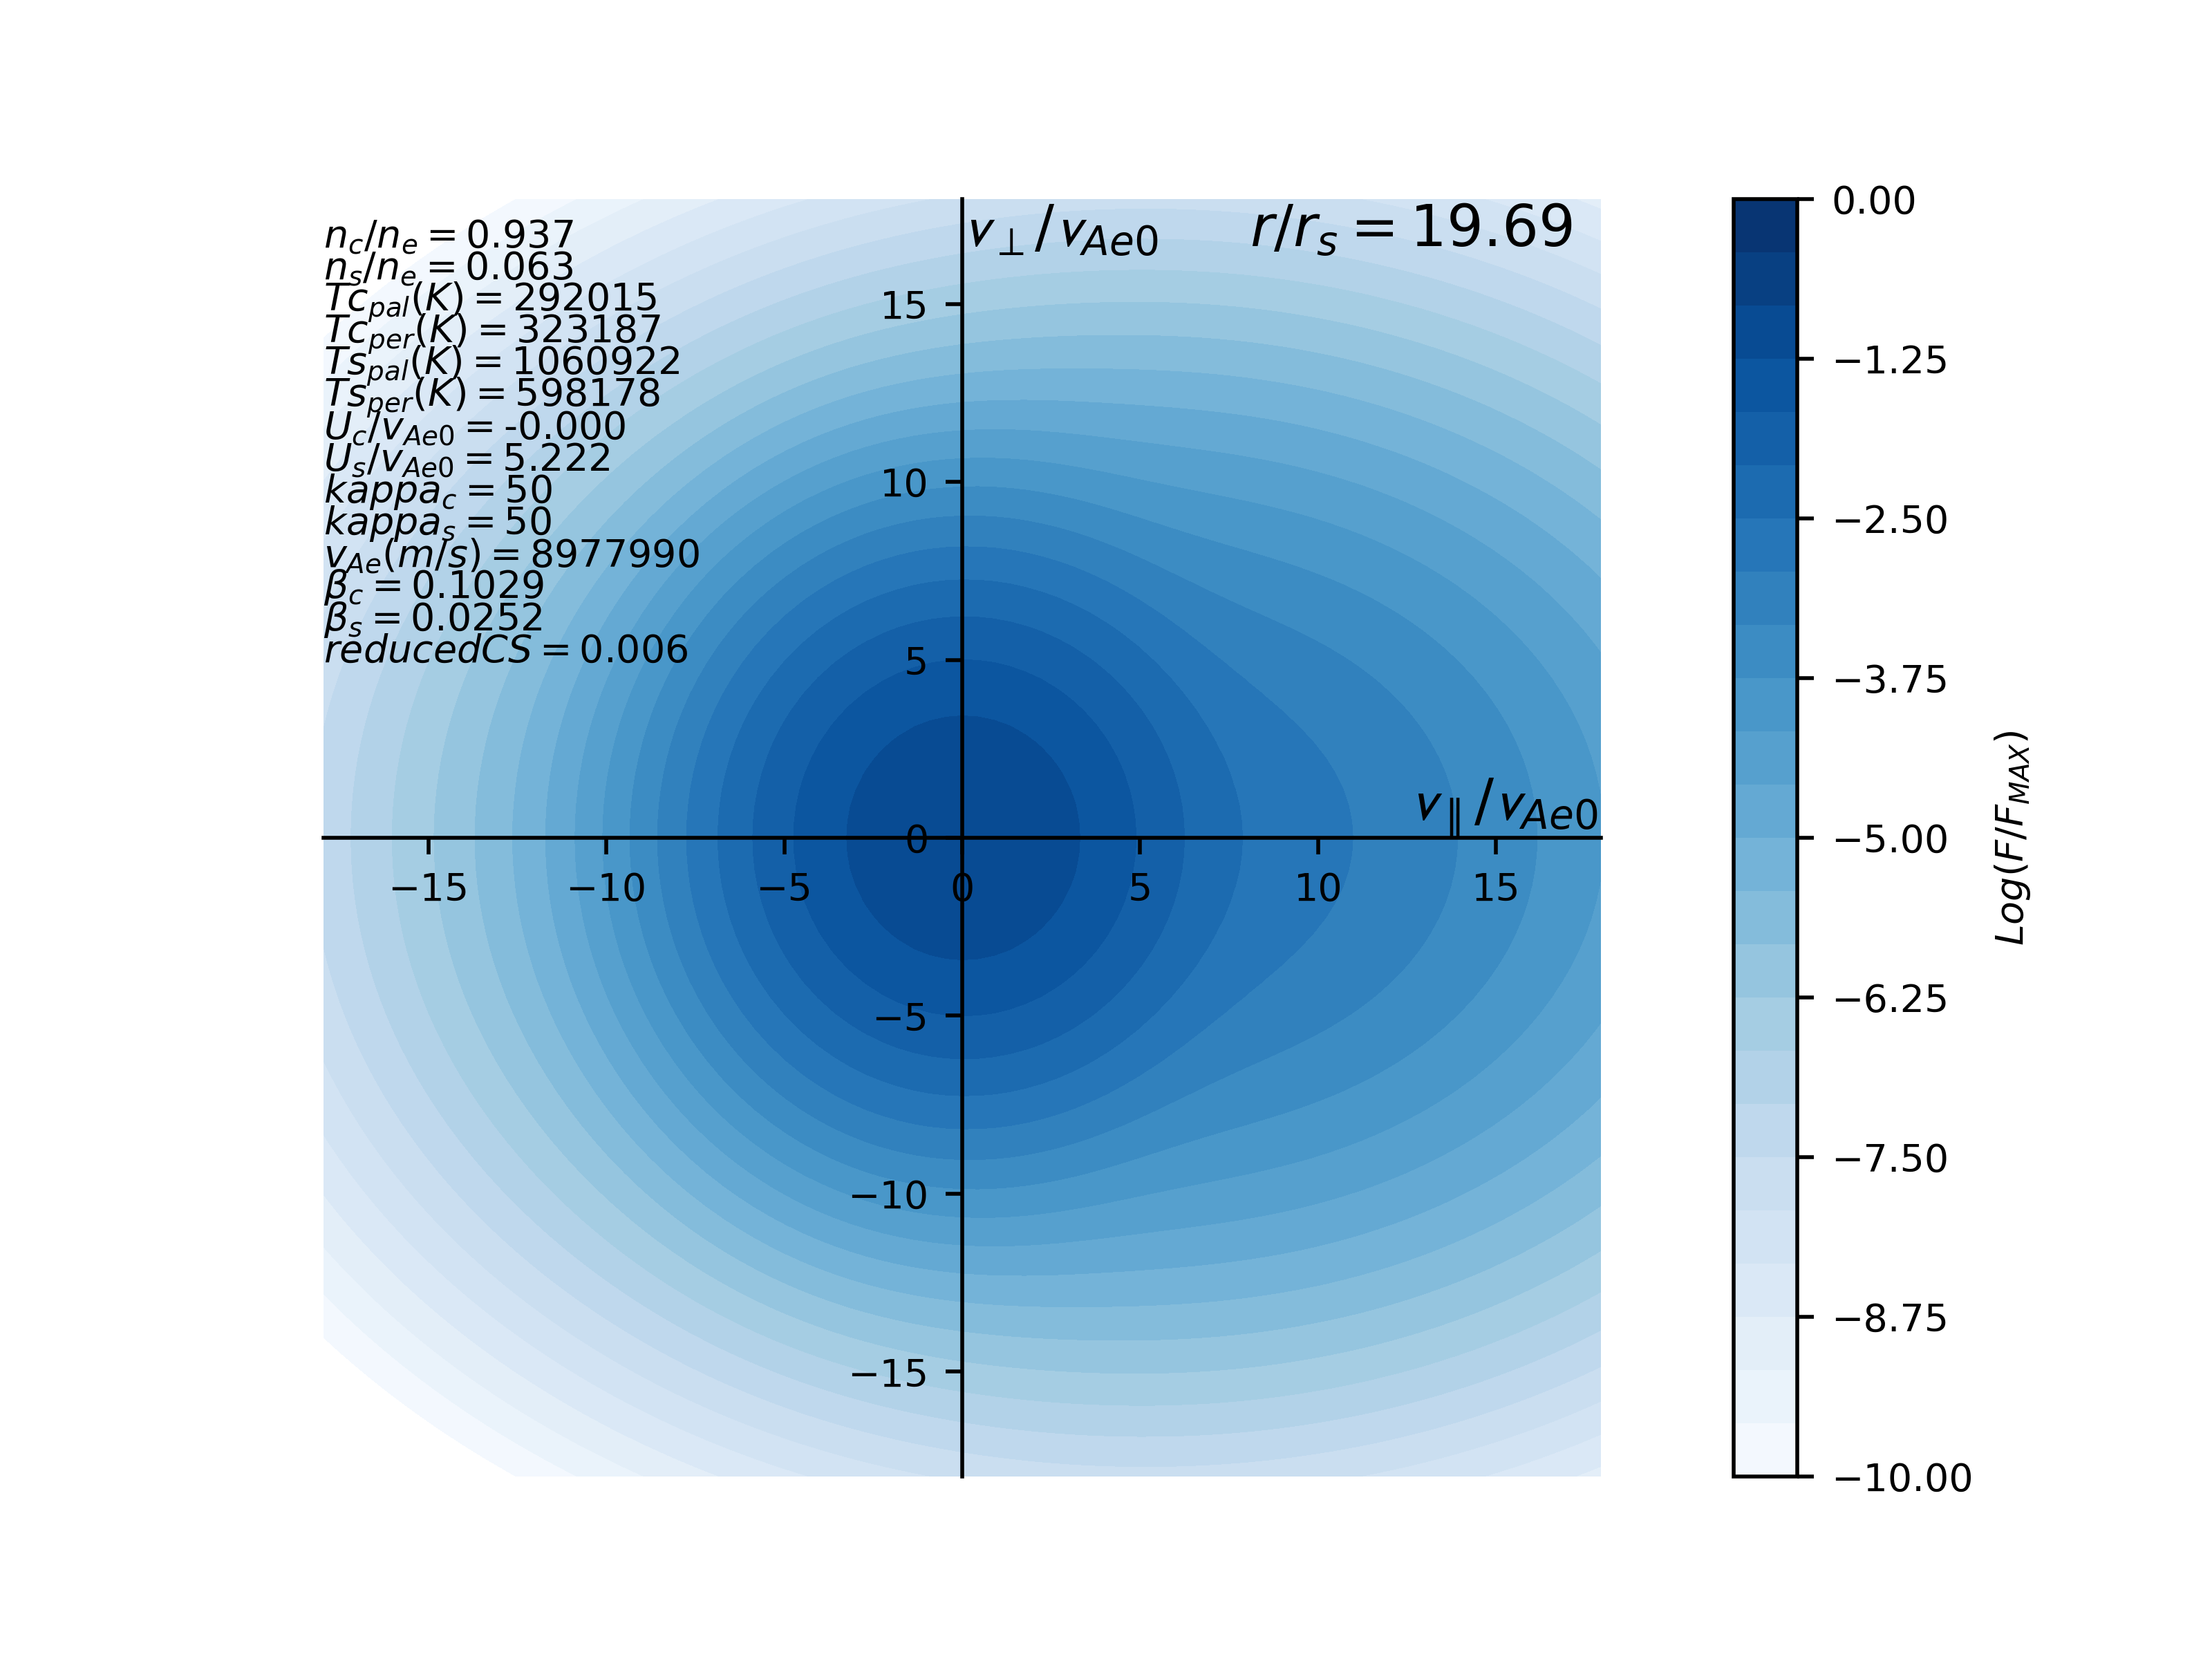 n_c/n_e = 0.937
n_s/n_e = 0.063
Tc_pal(K) = 292015
Tc_per(K) = 323187
Ts_pal(K) = 1060922
Ts_per(K) = 598178
U_c/v_Ae0 = -0.000
U_s/v_Ae0 = 5.222
kappa_c = 50
kappa_s = 50
v_Ae(m/s) = 8977990
β_c = 0.1029
β_s = 0.0252
reducedCS = 0.006
v_⊥/v_Ae0
r/r_s = 19.69
15
10
5
0
−5
−10
−15
v_∥/v_Ae0
−15 −10 −5 0 5 10 15
0.00
−1.25
−2.50
−3.75
−5.00
−6.25
−7.50
−8.75
−10.00
Log(F/F_MAX)